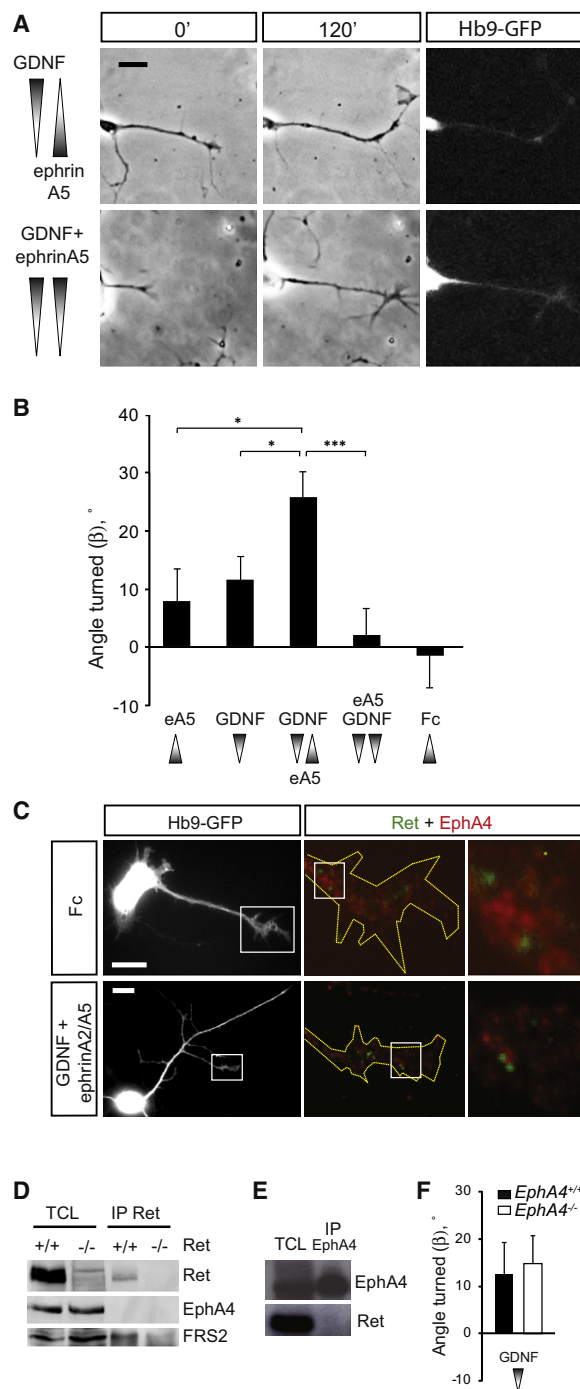 A
0' 120' Hb9-GFP
GDNF
ephrin
A5
GDNF+
ephrinA5
B
40
30
20
10
0
-10
Angle turned (β), °
* 
* ***
eA5 GDNF GDNF eA5 Fc
GDNF
eA5
C
Hb9-GFP Ret + EphA4
Fc
GDNF +
ephrinA2/A5
D
TCL IP Ret
+/+ -/- +/+ -/- Ret
Ret
EphA4
FRS2
E
IP
TCL EphA4
EphA4
Ret
F
EphA4+/+
EphA4-/-
30
20
10
0
-10
Angle turned (β), °
GDNF